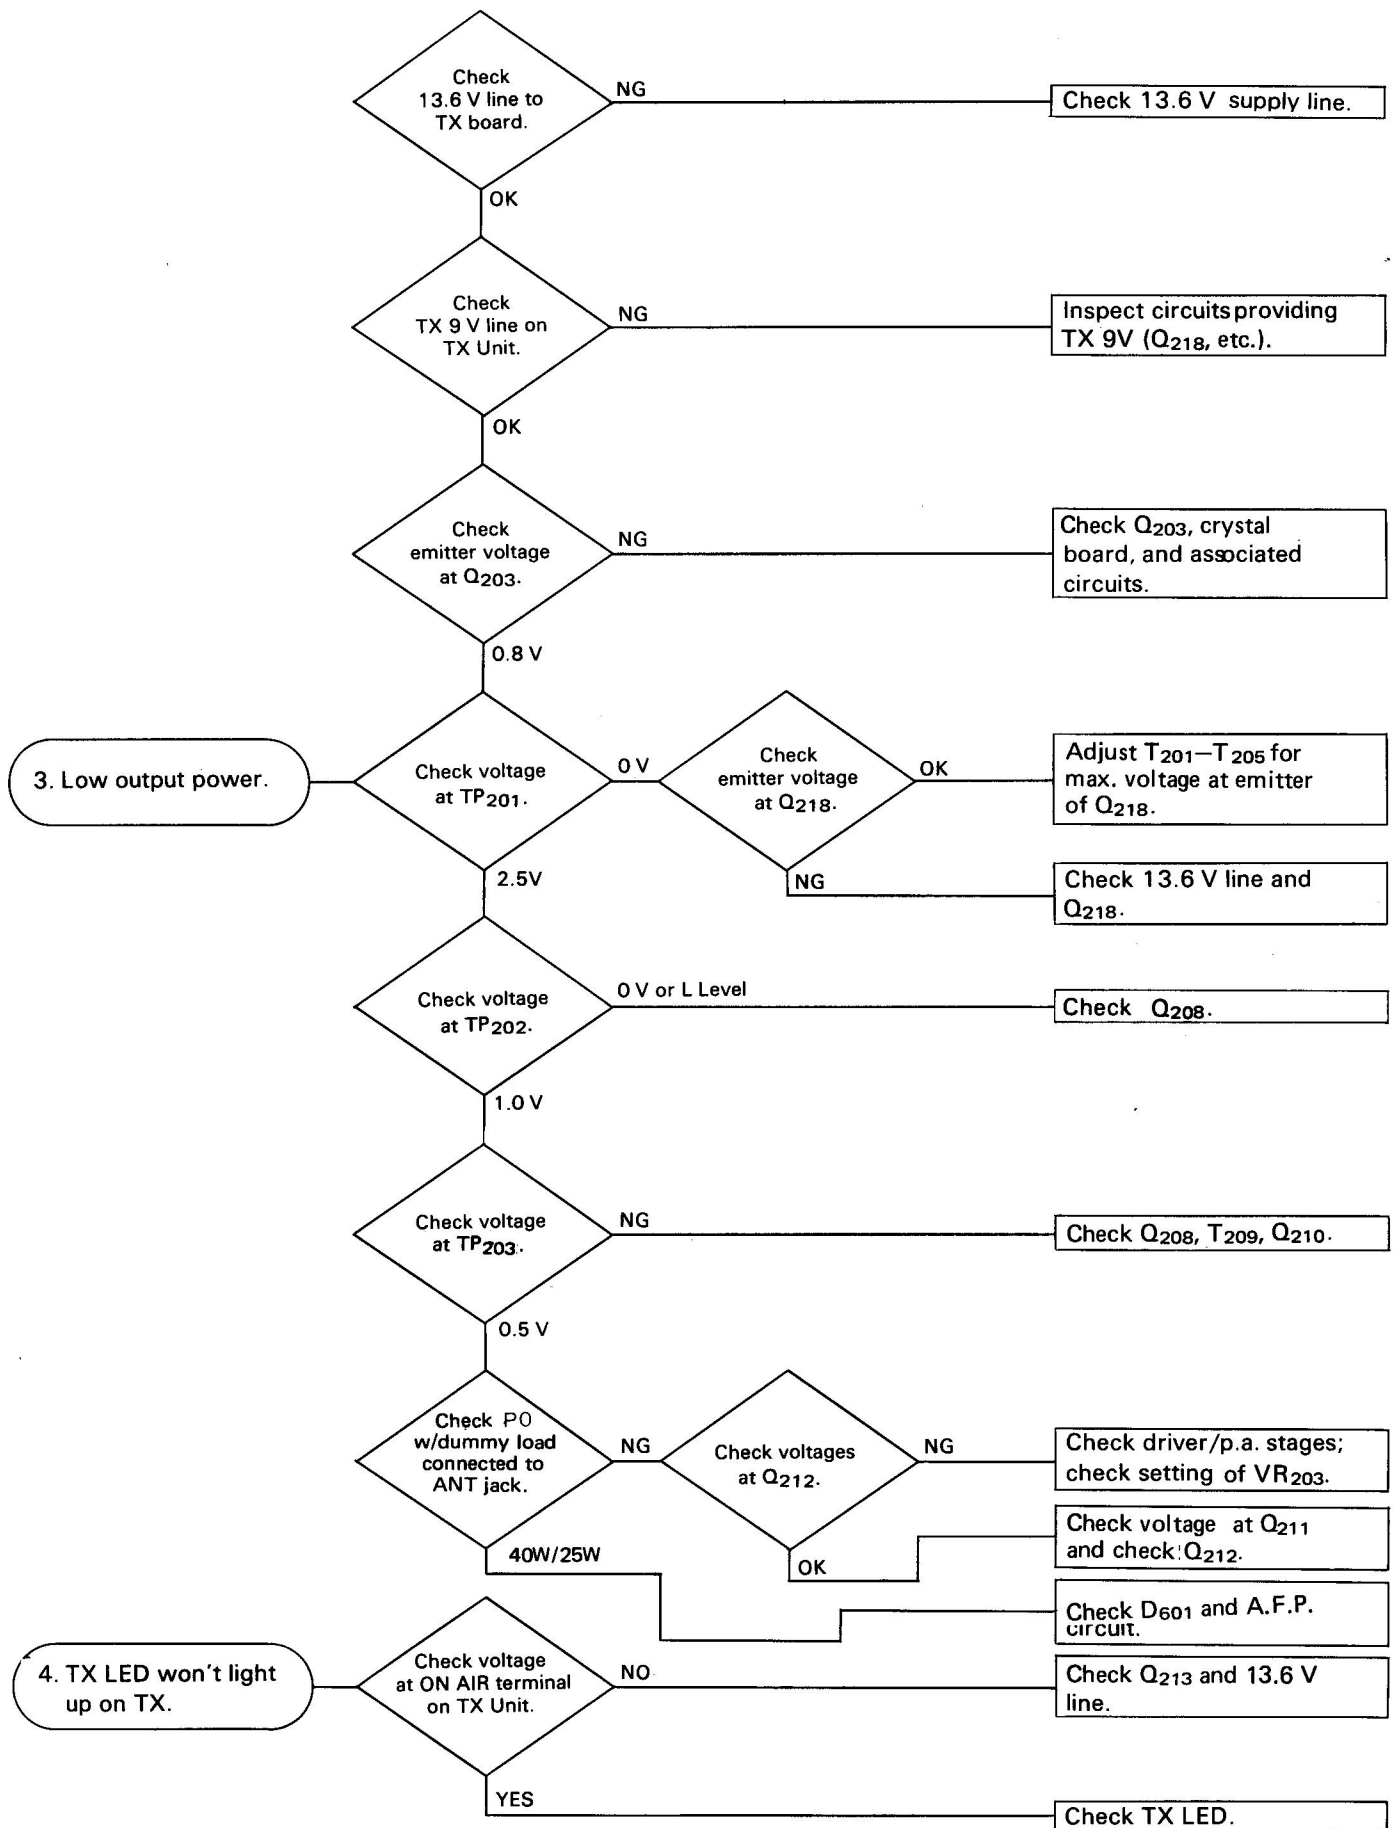 Check
13.6 V line to
TX board.
NG
Check 13.6 V supply line.
OK
Check
TX 9 V line on
TX Unit.
NG
Inspect circuits providing
TX 9V (Q218, etc.).
OK
Check
emitter voltage
at Q203.
NG
Check Q203, crystal
board, and associated
circuits.
0.8 V
3. Low output power.
Check voltage
at TP201.
0 V
Check
emitter voltage
at Q218.
OK
Adjust T201—T205 for
max. voltage at emitter
of Q218.
2.5V
NG
Check 13.6 V line and
Q218.
Check voltage
at TP202.
0 V or L Level
Check Q208.
1.0 V
Check voltage
at TP203.
NG
Check Q208, T209, Q210.
0.5 V
Check PO
w/dummy load
connected to
ANT jack.
NG
Check voltages
at Q212.
NG
Check driver/p.a. stages;
check setting of VR203.
40W/25W
OK
Check voltage at Q211
and check Q212.
Check D601 and A.F.P.
circuit.
4. TX LED won't light
up on TX.
Check voltage
at ON AIR terminal
on TX Unit.
NO
Check Q213 and 13.6 V
line.
YES
Check TX LED.